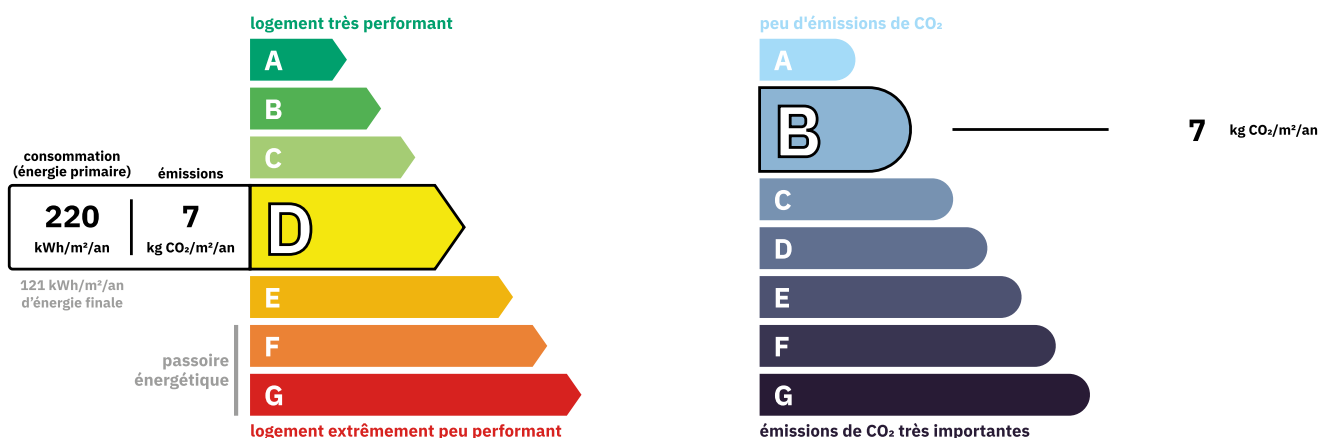 logement très performant
A
B
C
consommation
(énergie primaire)
émissions
220
kWh/m²/an
7
kg CO₂/m²/an
D
121 kWh/m²/an
d'énergie finale
E
passoire
énergétique
F
G
logement extrêmement peu performant
peu d'émissions de CO₂
A
B
7 kg CO₂/m²/an
C
D
E
F
G
émissions de CO₂ très importantes